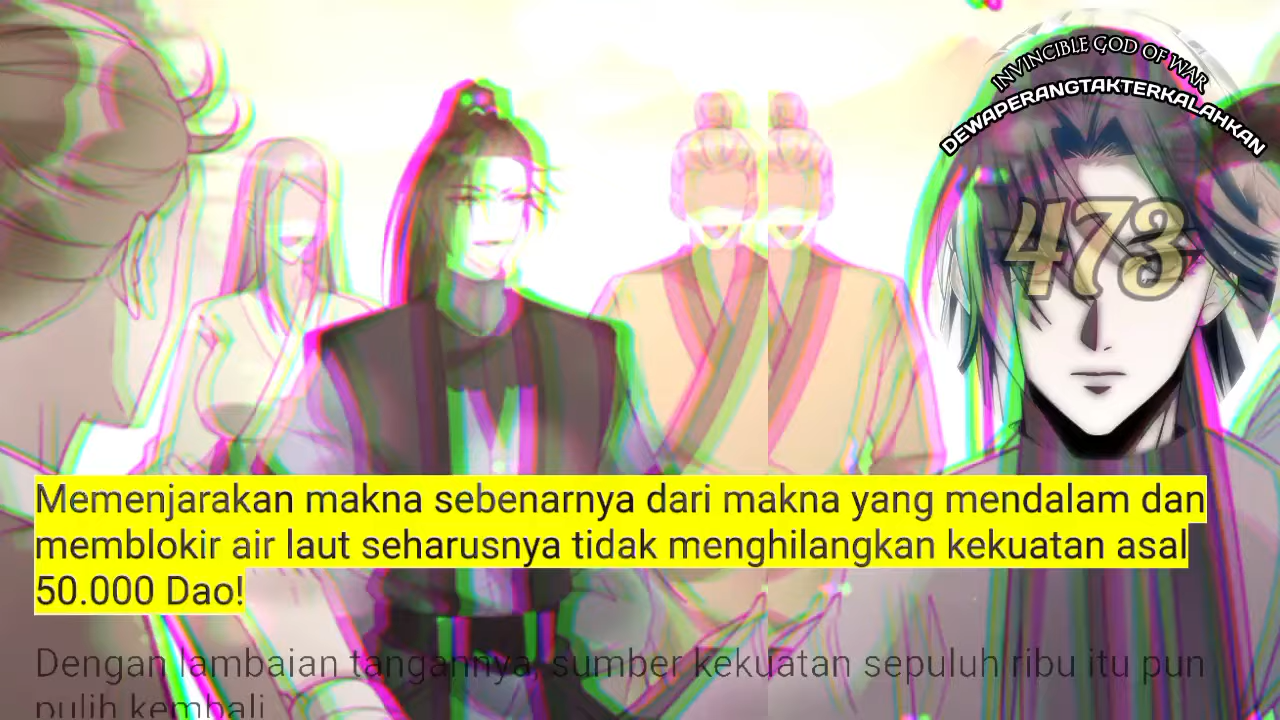 INVINCIBLE GOD OF WAR
DEWAPERANGTAKTERKALAHKAN
473
Memenjarakan makna sebenarnya dari makna yang mendalam dan
memblokir air laut seharusnya tidak menghilangkan kekuatan asal
50.000 Dao!
Dengan lambaian tangannya, sumber kekuatan sepuluh ribu itu pun
pulih kembali